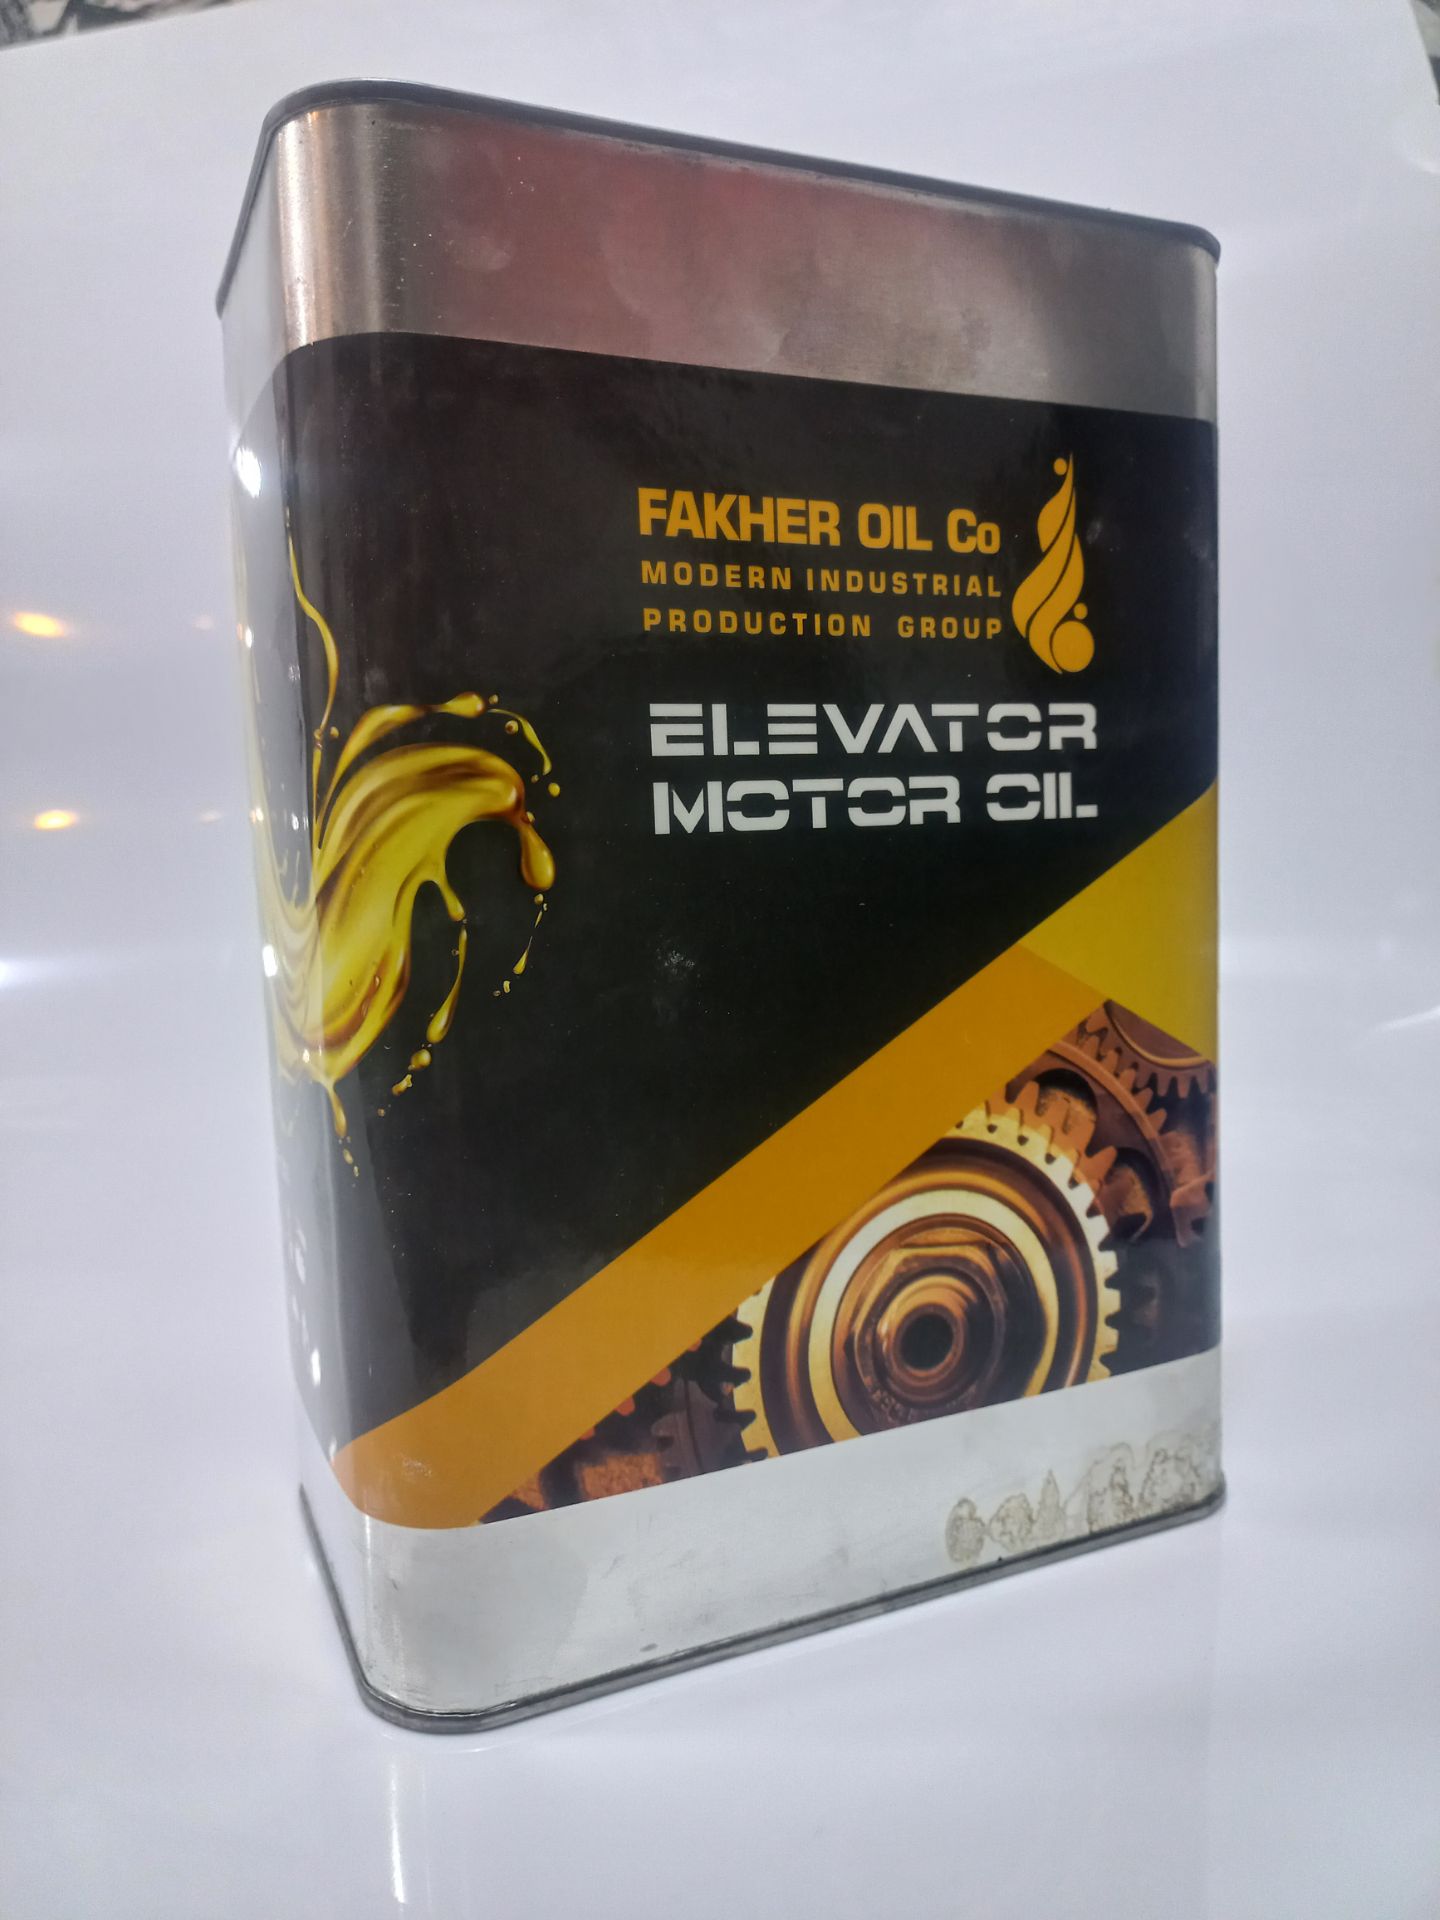 FAKHER OIL Co
MODERN INDUSTRIAL
PRODUCTION GROUP
ELEVATOR
MOTOR OIL